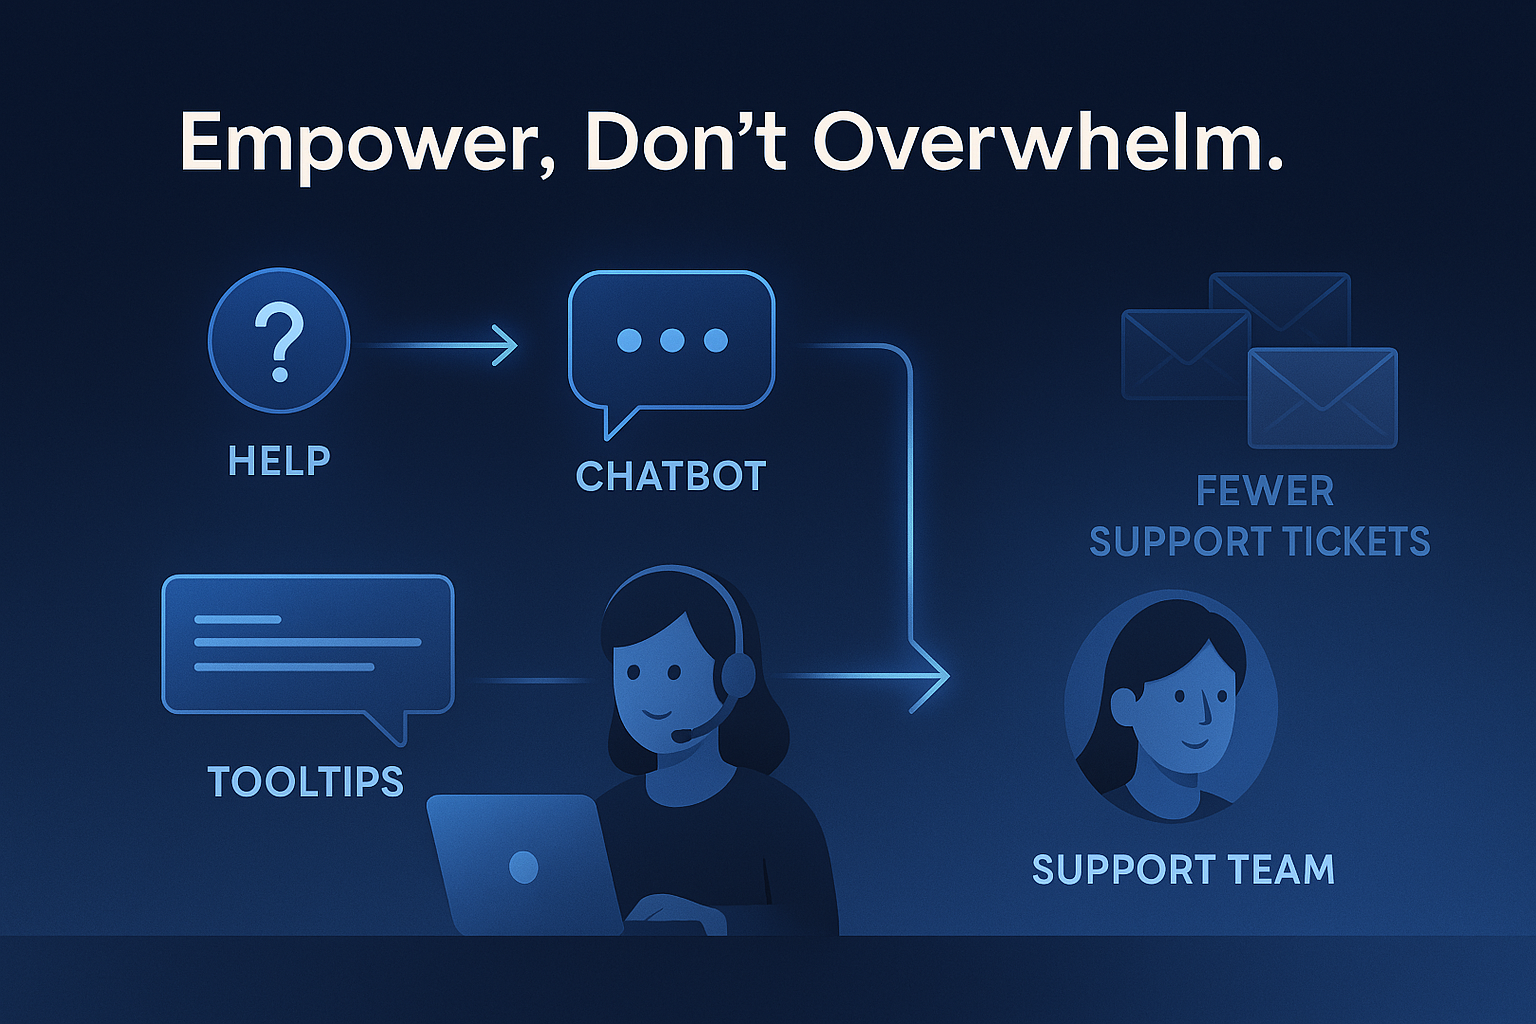 Empower, Don’t Overwhelm.
HELP
CHATBOT
FEWER
SUPPORT TICKETS
TOOLTIPS
SUPPORT TEAM